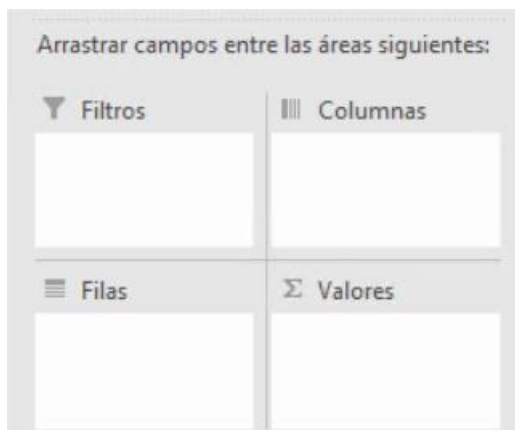 Arrastrar campos entre las áreas siguientes:
Filtros
Columnas
Filas
Σ Valores